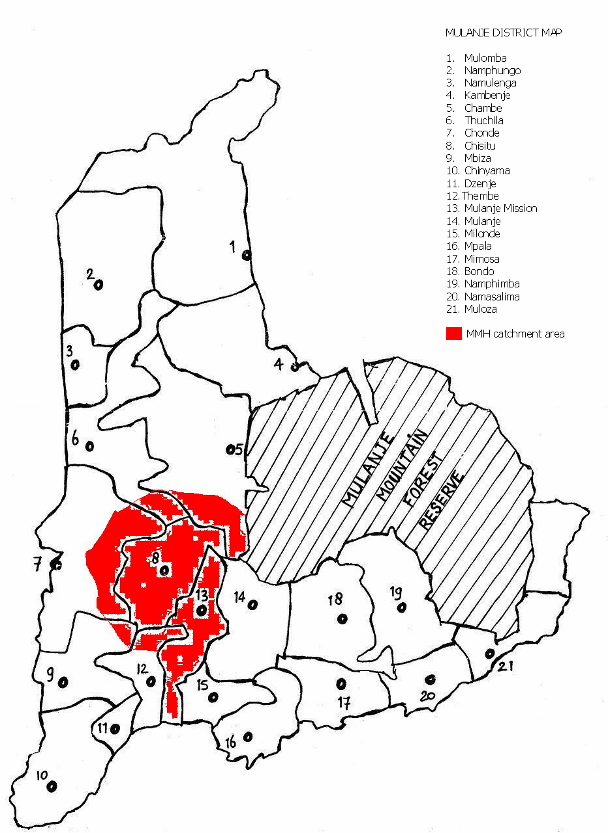 MULANJE DISTRICT MAP
1. Mulomba
2. Namphungo
3. Namulenga
4. Kambenje
5. Chambe
6. Thuchila
7. Chonde
8. Chisitu
9. Mbiza
10. Chinyama
11. Dzenje
12. Thembe
13. Mulanje Mission
14. Mulanje
15. Milonde
16. Mpala
17. Mimosa
18. Bondo
19. Namphimba
20. Namasalima
21. Muloza
MMH catchment area
1
2
3
4
6
5
MULANJE
MOUNTAIN
FOREST
RESERVE
7
8
13
14
18
19
9
12
15
17
20
21
11
16
10